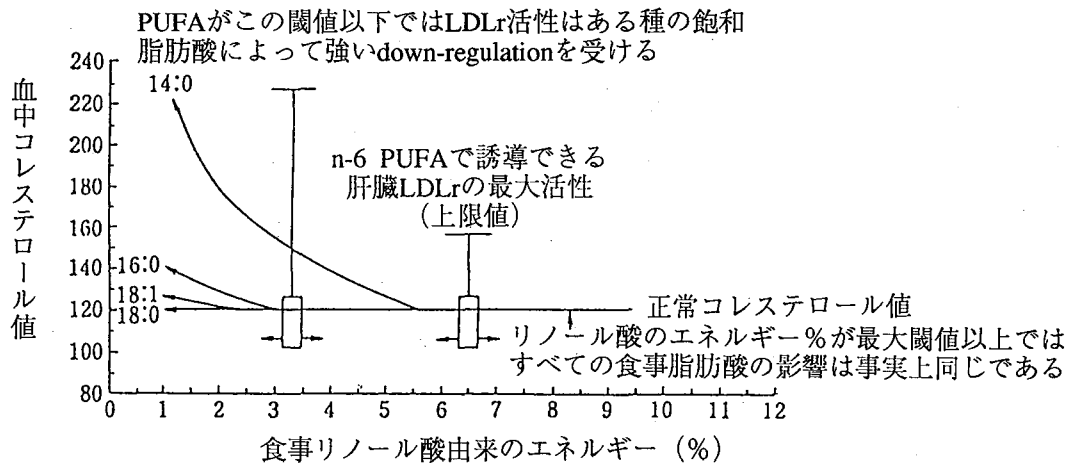 PUFAがこの閾値以下ではLDLr活性はある種の飽和
脂肪酸によって強いdown-regulationを受ける
血中コレステロール値
240
220
200
180
160
140
120
100
80
14:0
16:0
18:1
18:0
n-6 PUFAで誘導できる
肝臓LDLrの最大活性
(上限値)
正常コレステロール値
リノール酸のエネルギー%が最大閾値以上では
すべての食事脂肪酸の影響は事実上同じである
0 1 2 3 4 5 6 7 8 9 10 11 12
食事リノール酸由来のエネルギー(%)